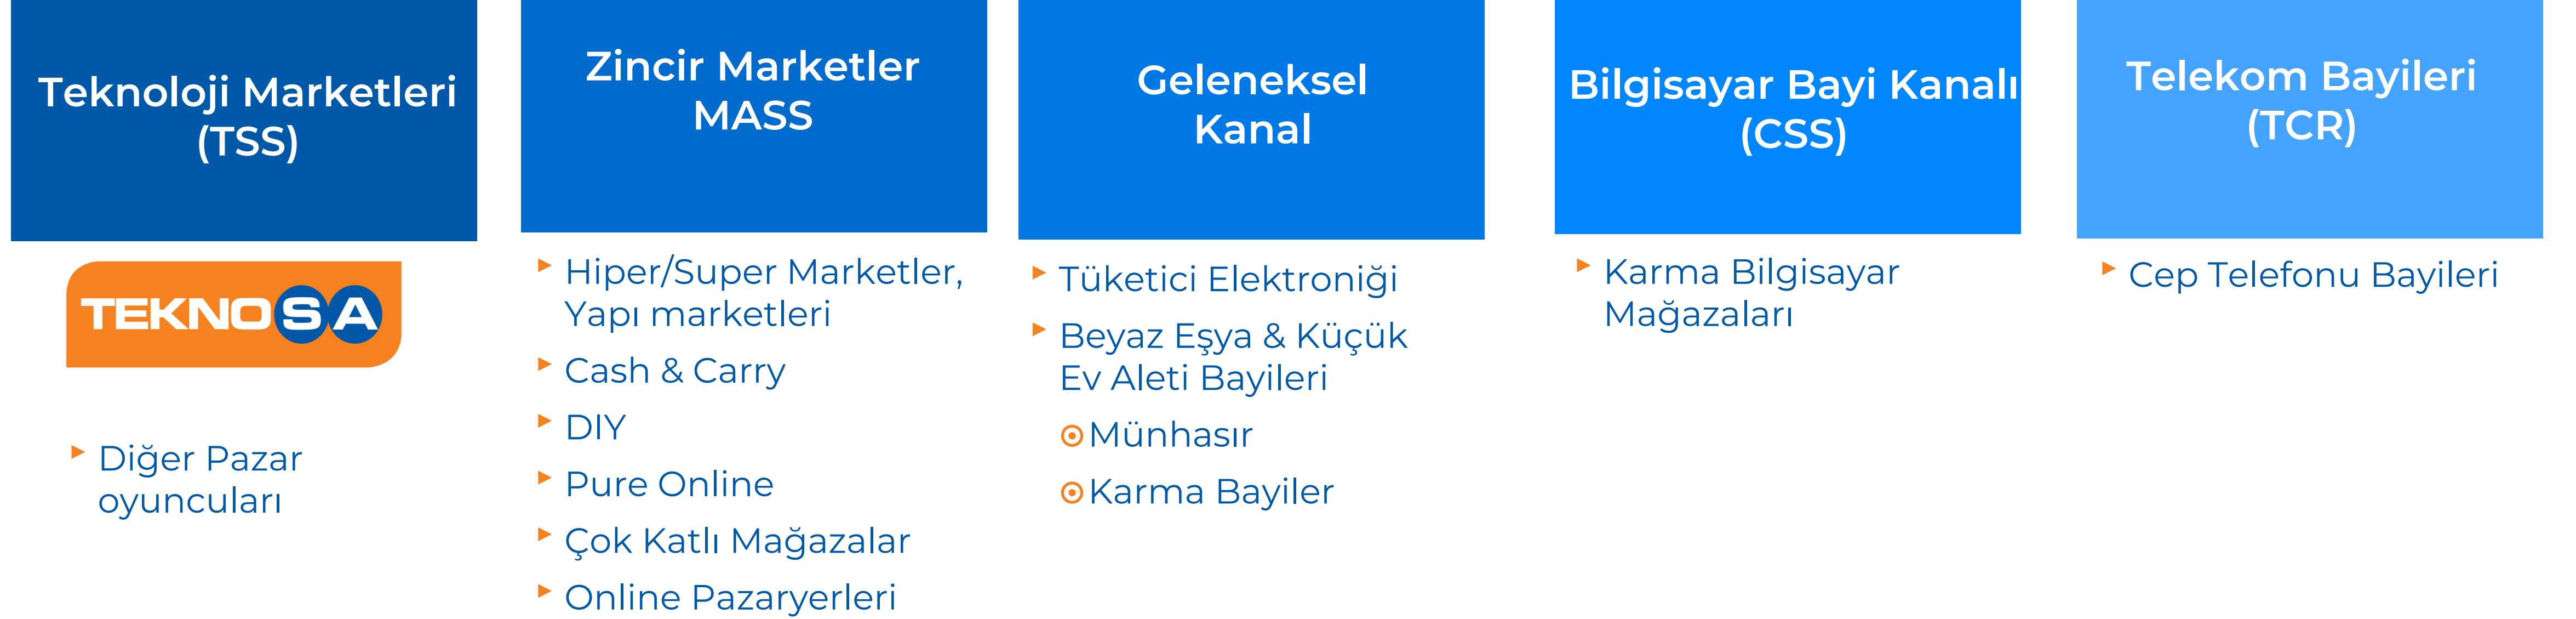 Teknoloji Marketleri
(TSS)
TEKNOSA
Diğer Pazar
oyuncuları
Zincir Marketler
MASS
Hiper/Super Marketler,
Yapı marketleri
Cash & Carry
DIY
Pure Online
Çok Katlı Mağazalar
Online Pazaryerleri
Geleneksel
Kanal
Tüketici Elektroniği
Beyaz Eşya & Küçük
Ev Aleti Bayileri
Münhasır
Karma Bayiler
Bilgisayar Bayi Kanalı
(CSS)
Karma Bilgisayar
Mağazaları
Telekom Bayileri
(TCR)
Cep Telefonu Bayileri